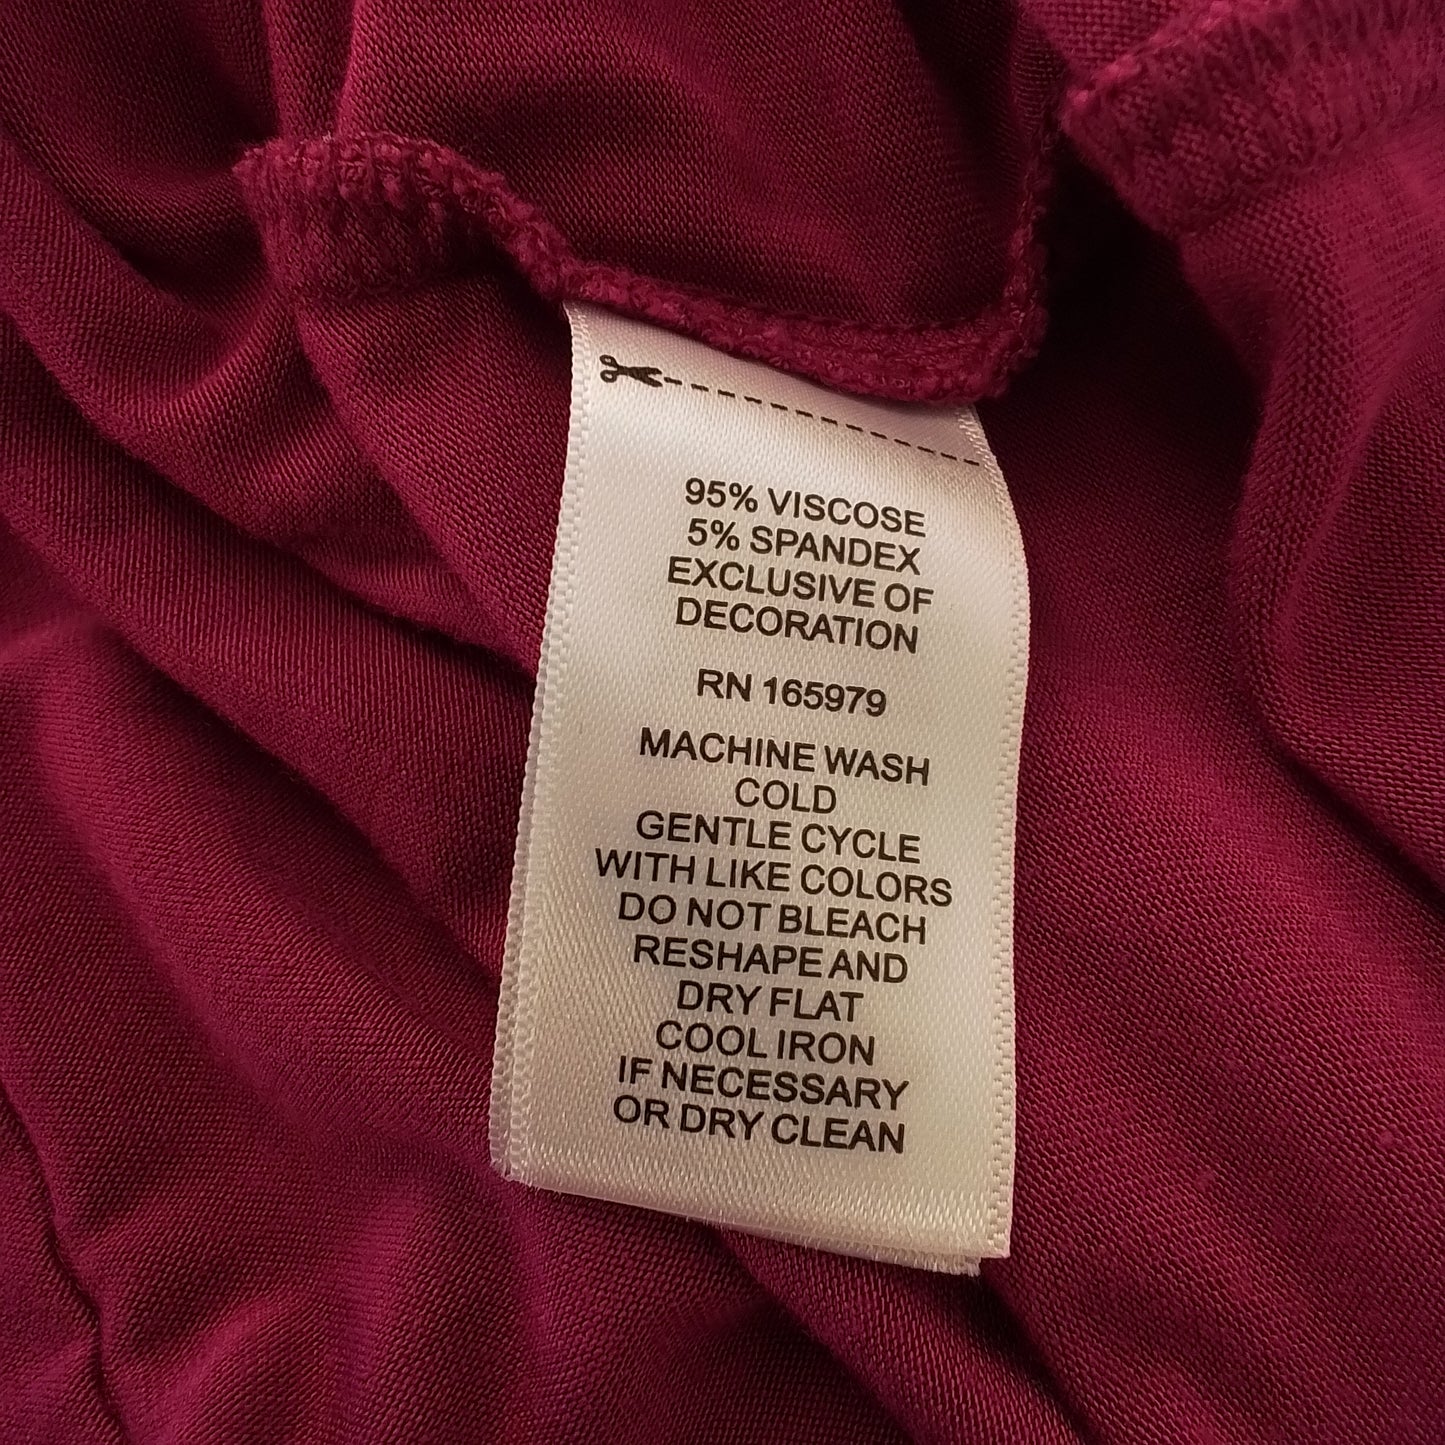 95% VISCOSE
5% SPANDEX
EXCLUSIVE OF
DECORATION
RN 165979
MACHINE WASH
COLD
GENTLE CYCLE
WITH LIKE COLORS
DO NOT BLEACH
RESHAPE AND
DRY FLAT
COOL IRON
IF NECESSARY
OR DRY CLEAN